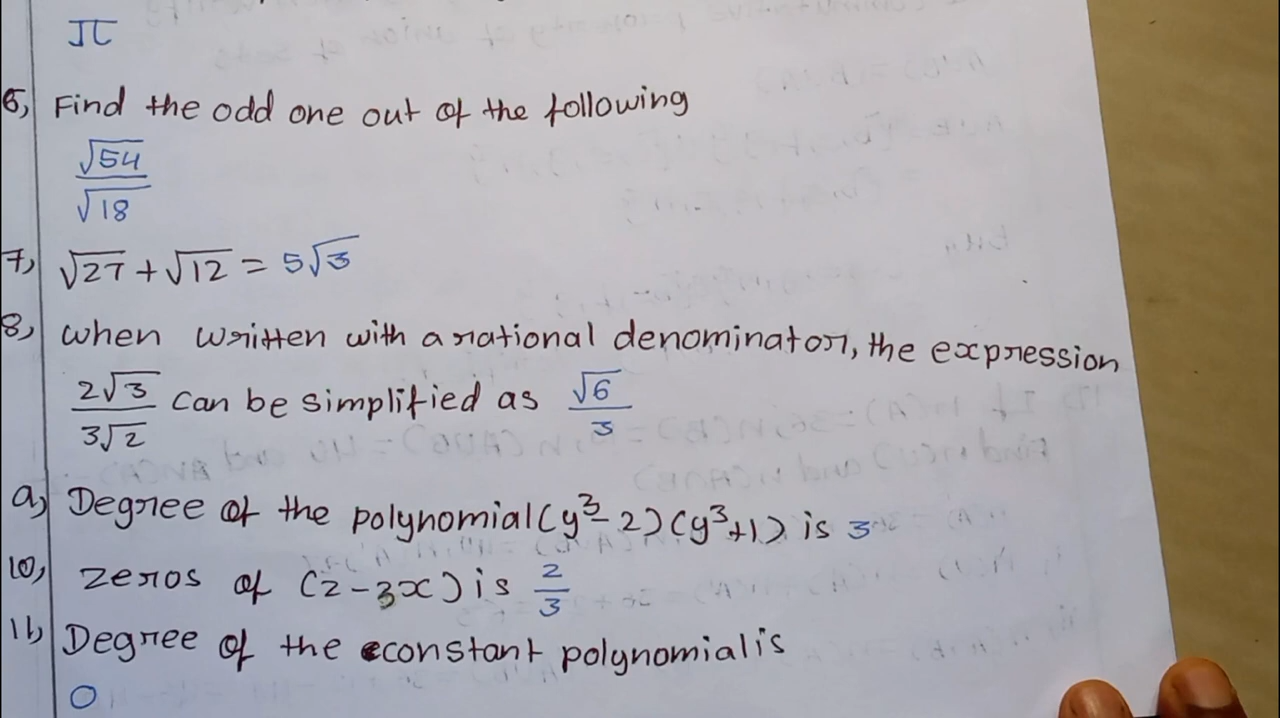 π
6, Find the odd one out of the following
√54
√18
7, √27 + √12 = 5√3
8, when written with a rational denominator, the expression
2√3/3√2 can be simplified as √6/3
9, Degree of the polynomial (y³-2)(y³+1) is 3
10, zeros of (2-3x) is 2/3
11, Degree of the constant polynomial is
0